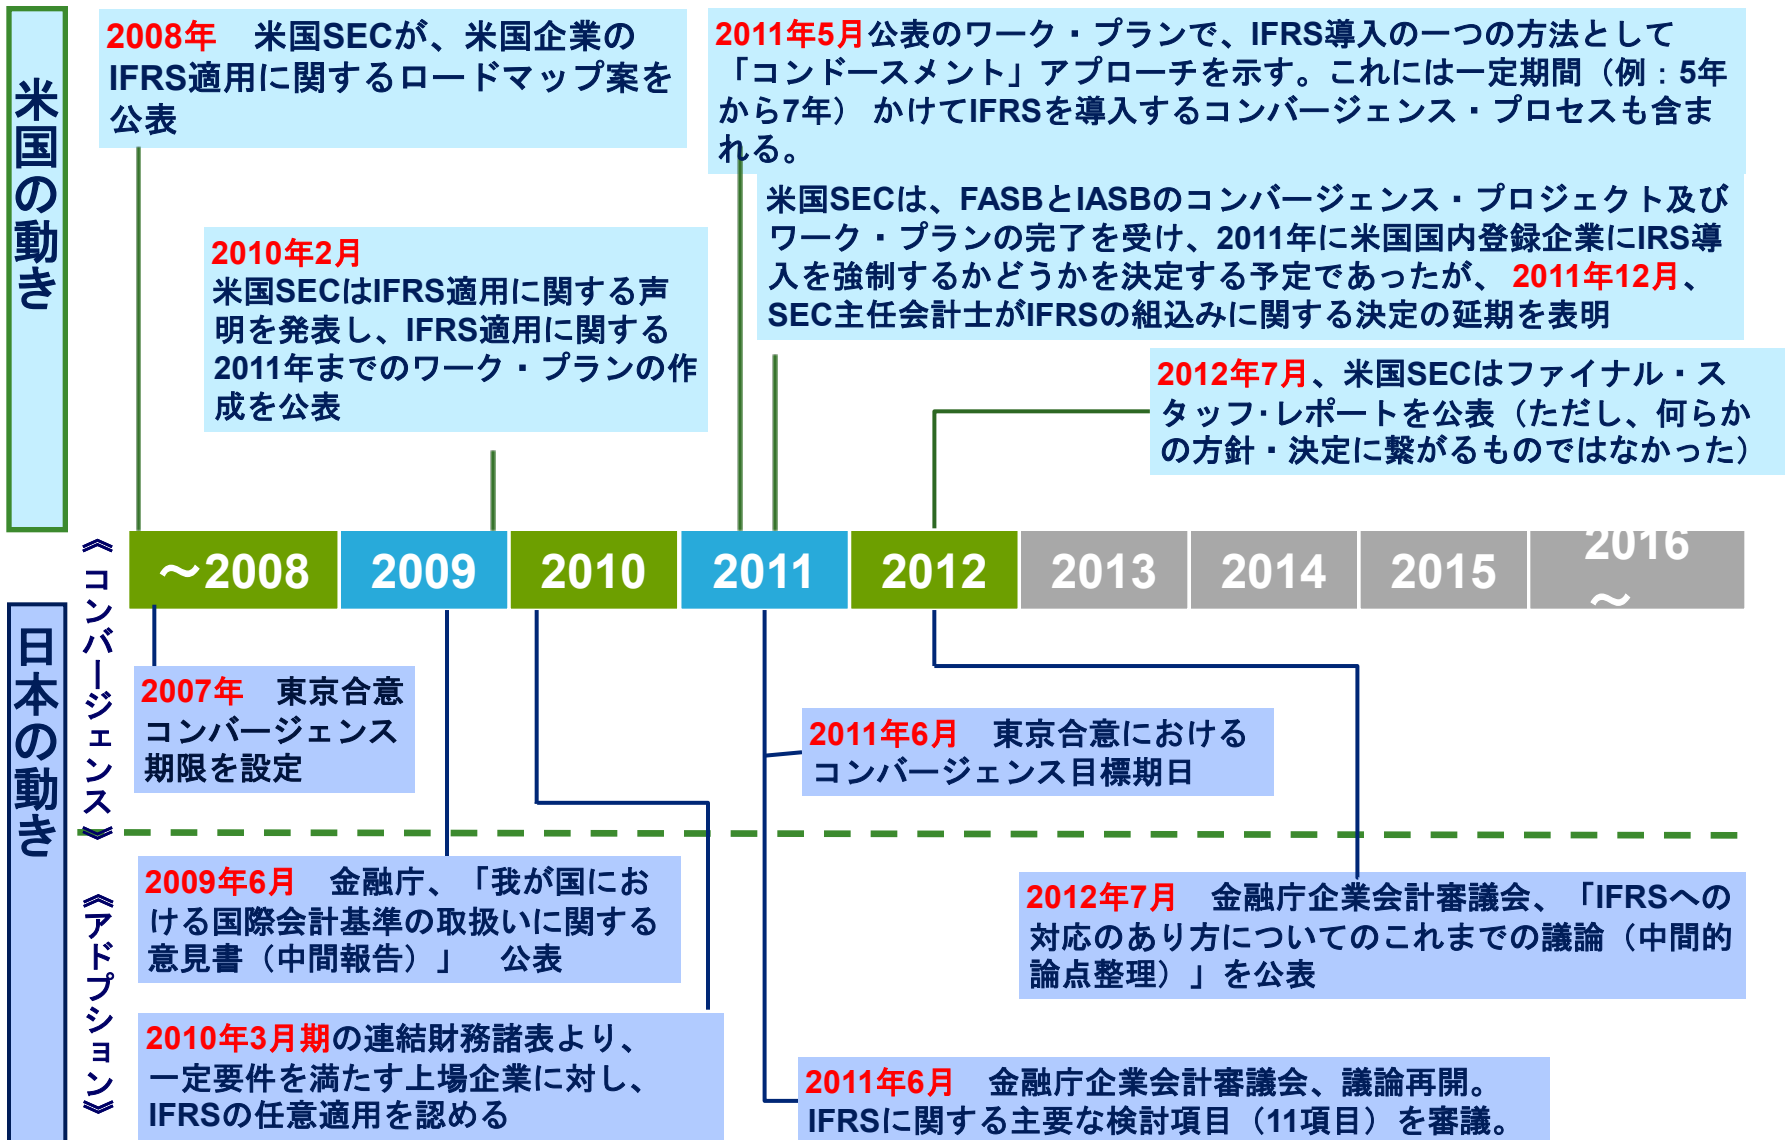 米国の動き
2008年　米国SECが、米国企業の
IFRS適用に関するロードマップ案を
公表
2011年5月公表のワーク・プランで、IFRS導入の一つの方法として
「コンドースメント」アプローチを示す。これには一定期間（例：5年
から7年） かけてIFRSを導入するコンバージェンス・プロセスも含ま
れる。
米国SECは、FASBとIASBのコンバージェンス・プロジェクト及び
ワーク・プランの完了を受け、2011年に米国国内登録企業にIRS導
入を強制するかどうかを決定する予定であったが、 2011年12月、
SEC主任会計士がIFRSの組込みに関する決定の延期を表明
2010年2月
米国SECはIFRS適用に関する声
明を発表し、IFRS適用に関する
2011年までのワーク・プランの作
成を公表
2012年7月、米国SECはファイナル・ス
タッフ･レポートを公表（ただし、何らか
の方針・決定に繋がるものではなかった）
～2008
2009
2010
2011
2012
2013
2014
2015
2016
～
日本の動き
《コンバージェンス》
2007年　東京合意
コンバージェンス
期限を設定
2011年6月　東京合意における
コンバージェンス目標期日
《アドプション》
2009年6月　金融庁、「我が国にお
ける国際会計基準の取扱いに関する
意見書（中間報告）」　公表
2012年7月　金融庁企業会計審議会、「IFRSへの
対応のあり方についてのこれまでの議論（中間的
論点整理）」を公表
2010年3月期の連結財務諸表より、
一定要件を満たす上場企業に対し、
IFRSの任意適用を認める
2011年6月　金融庁企業会計審議会、議論再開。
IFRSに関する主要な検討項目（11項目）を審議。